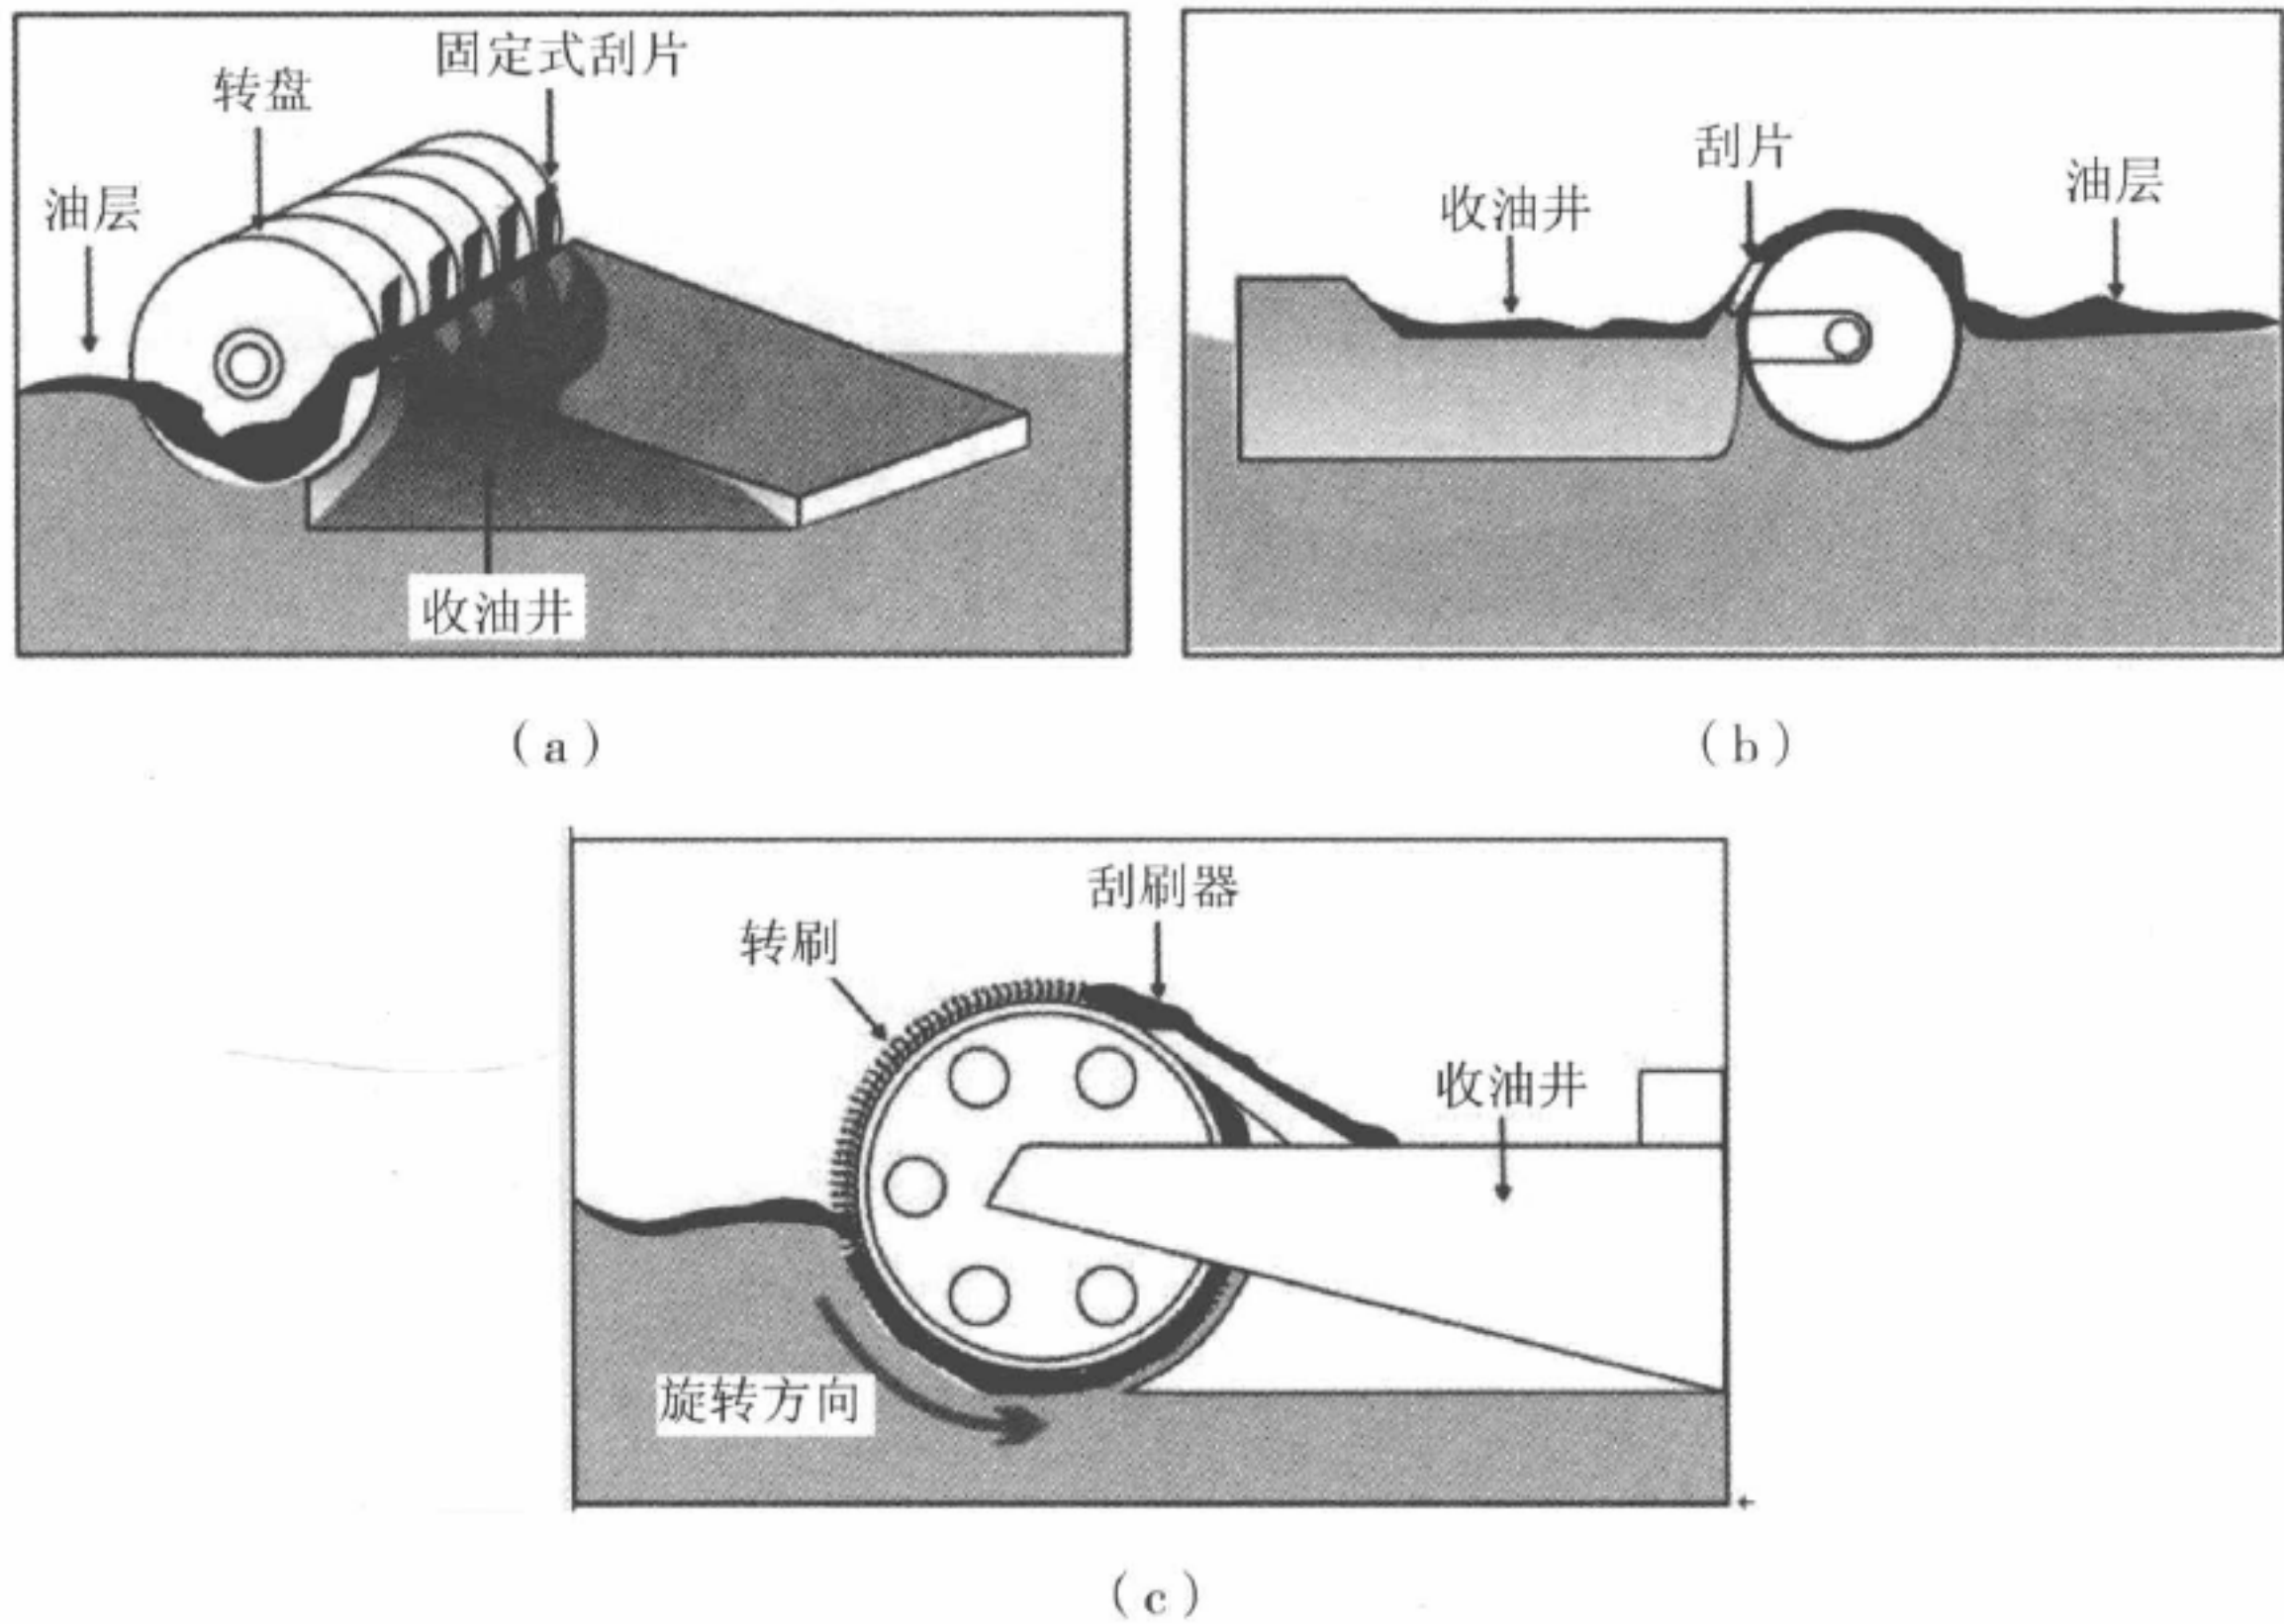 固定式刮片
转盘
油层
收油井
(a)
刮片
油层
收油井
(b)
刮刷器
转刷
收油井
旋转方向
(c)